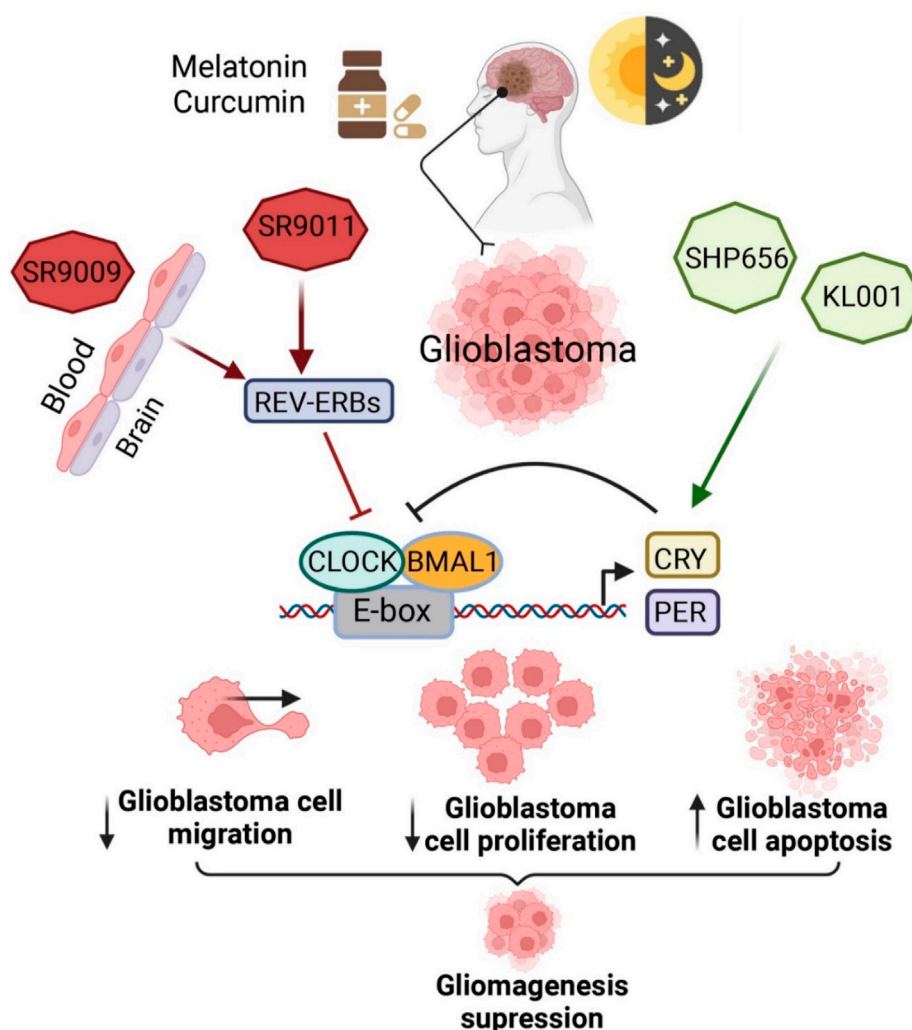 Melatonin
Curcumin
SR9011
SR9009
SHP656
KL001
Blood
Brain
Glioblastoma
REV-ERBs
CLOCK
BMAL1
E-box
CRY
PER
Glioblastoma cell
migration
Glioblastoma
cell proliferation
Glioblastoma
cell apoptosis
Gliomagenesis
supression